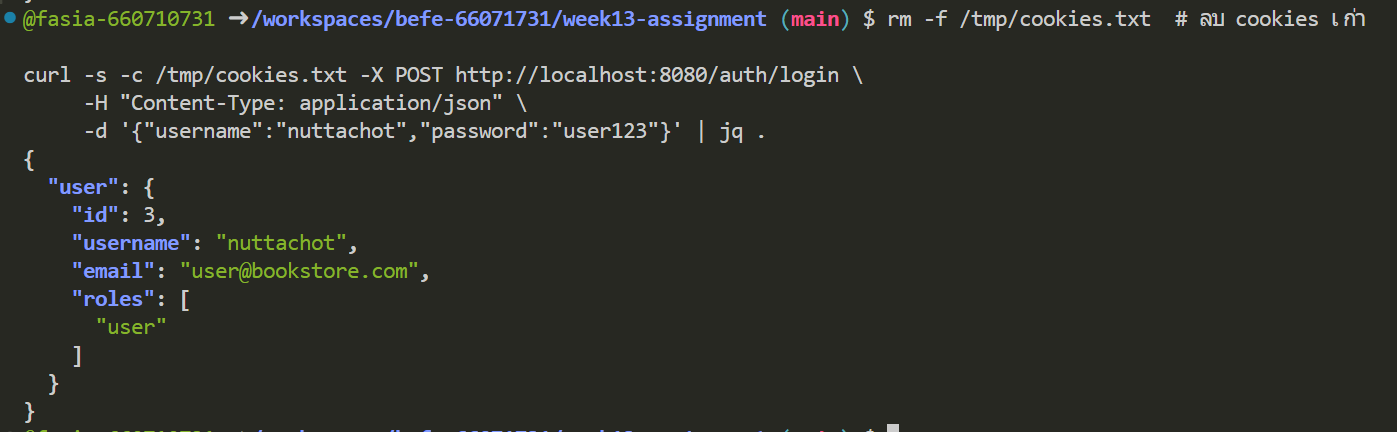 @fasia-660710731 ➜/workspaces/befe-66071731/week13-assignment (main) $ rm -f /tmp/cookies.txt  # ลบ cookies เก่า
curl -s -c /tmp/cookies.txt -X POST http://localhost:8080/auth/login \
     -H "Content-Type: application/json" \
     -d '{"username":"nuttachot","password":"user123"}' | jq .
{
  "user": {
    "id": 3,
    "username": "nuttachot",
    "email": "user@bookstore.com",
    "roles": [
      "user"
    ]
  }
}